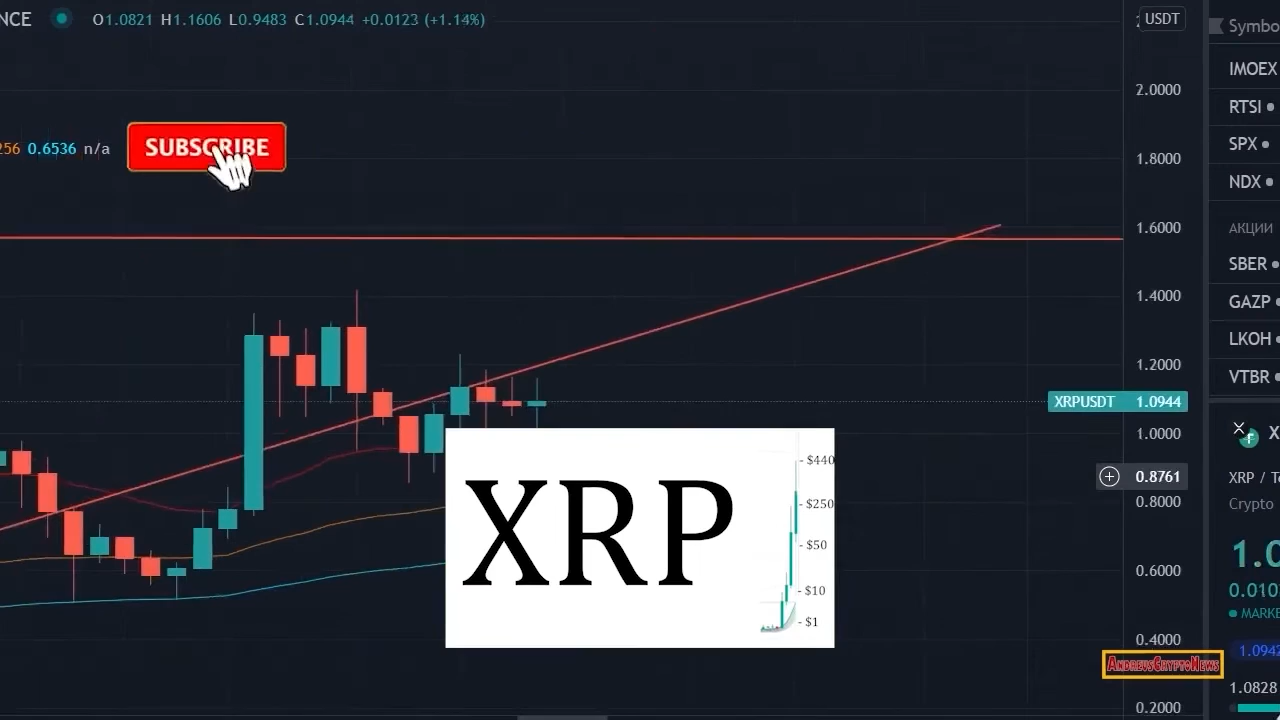 NCE O1.0821 H1.1606 L0.9483 C1.0944 +0.0123 (+1.14%)
USDT
Symbo
2.0000
IMOEX
RTSI
256 0.6536 n/a
SUBSCRIBE
1.8000
SPX
NDX
1.6000
АКЦИИ
SBER
1.4000
GAZP
LKOH
1.2000
VTBR
XRPUSDT 1.0944
1.0000
X
0.8761
XRP / Te
0.8000
Crypto
XRP
$440
$250
$50
$10
$1
1.0
0.6000
0.010
MARKE
0.4000
1.0942
ANDREVSCRYPTONEWS
1.0828
0.2000